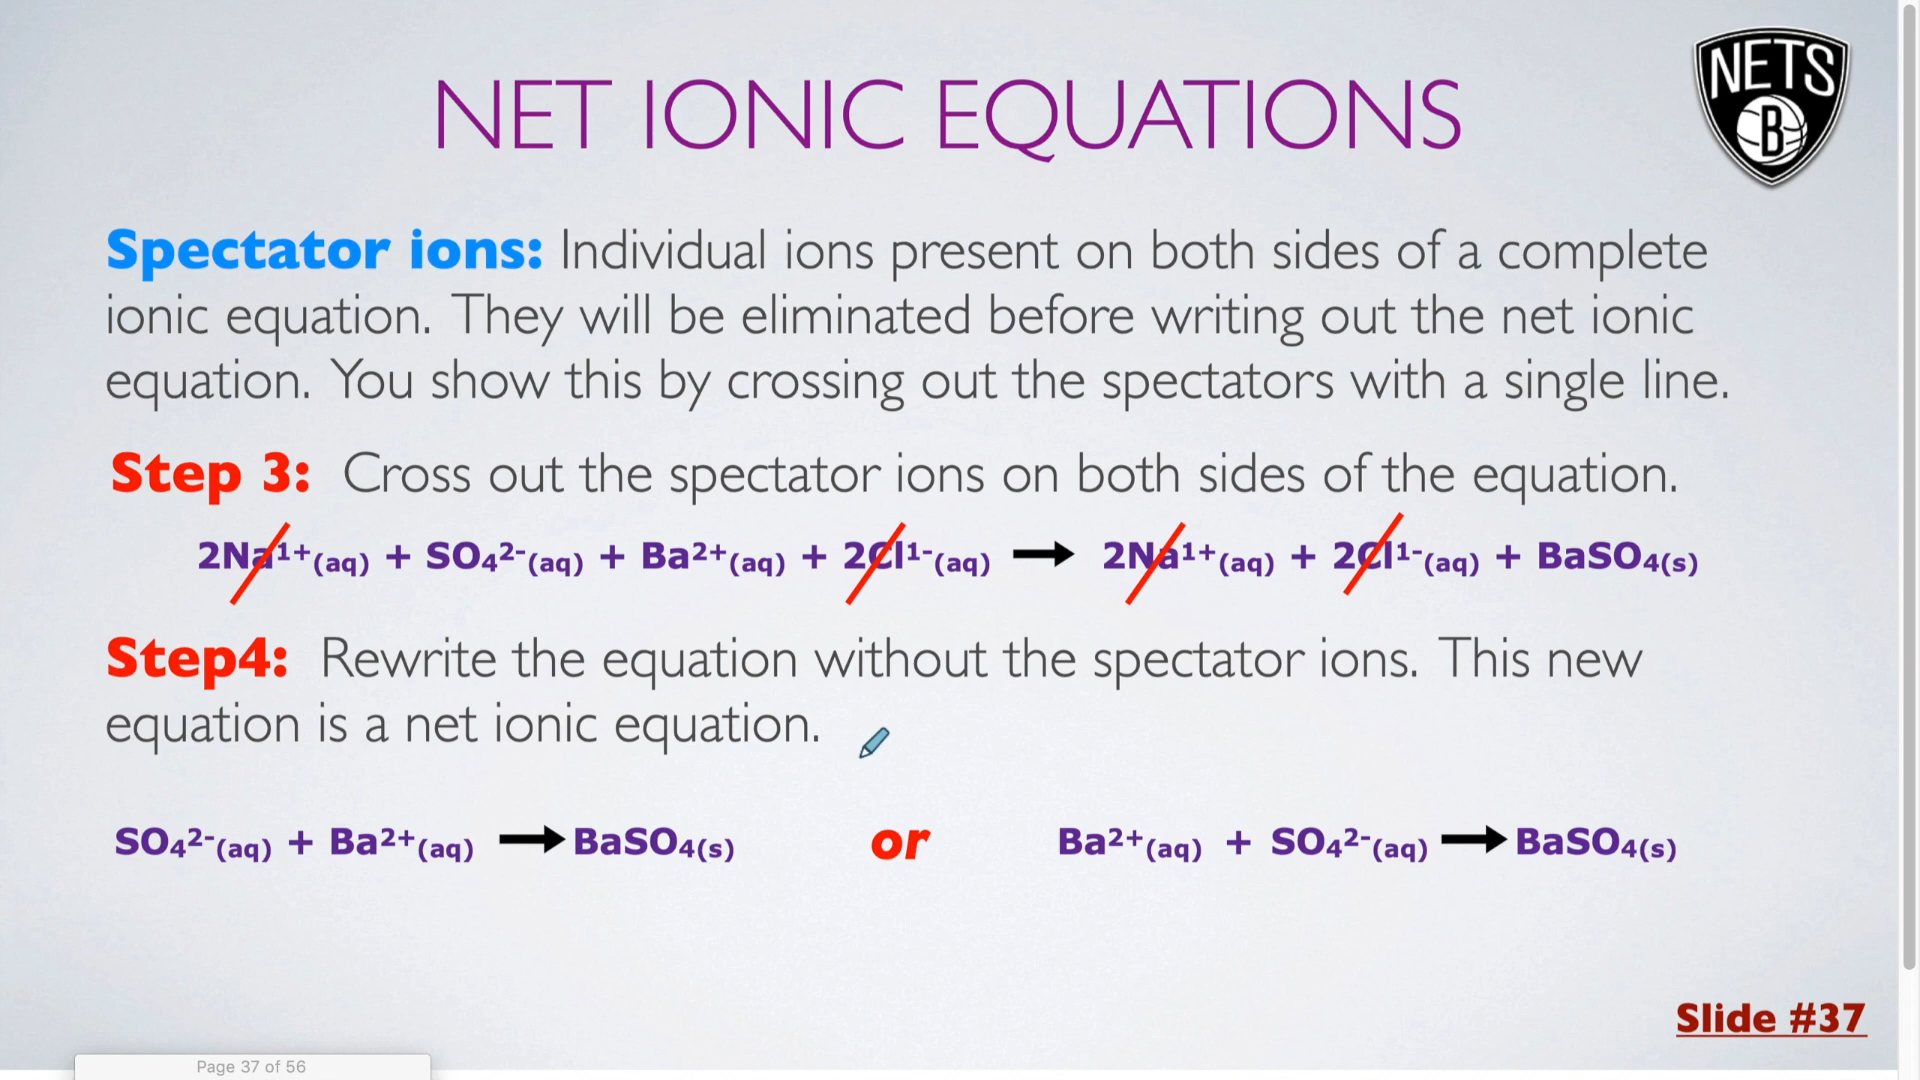 NETS
B
NET IONIC EQUATIONS
Spectator ions: Individual ions present on both sides of a complete
ionic equation. They will be eliminated before writing out the net ionic
equation. You show this by crossing out the spectators with a single line.
Step 3: Cross out the spectator ions on both sides of the equation.
2Na¹⁺(aq) + SO₄²⁻(aq) + Ba²⁺(aq) + 2Cl¹⁻(aq) ➞ 2Na¹⁺(aq) + 2Cl¹⁻(aq) + BaSO₄(s)
Step4: Rewrite the equation without the spectator ions. This new
equation is a net ionic equation.
SO₄²⁻(aq) + Ba²⁺(aq) ➞ BaSO₄(s) or Ba²⁺(aq) + SO₄²⁻(aq) ➞ BaSO₄(s)
Slide #37
Page 37 of 56